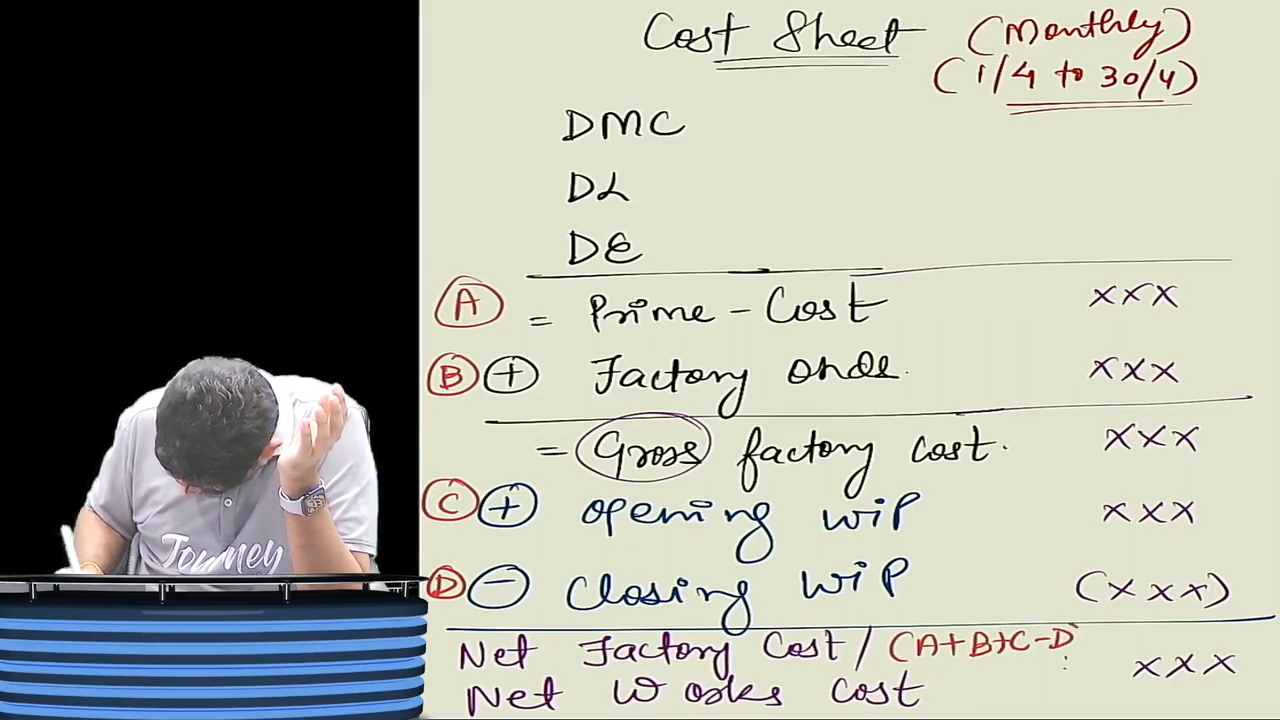 Cost Sheet (Monthly)
(1/4 to 30/4)
DMC
DL
DE
A = Prime - Cost xxx
B + Factory ohde. xxx
= Gross factory cost. xxx
C + opening WIP xxx
D - Closing WIP (xxx)
Net Factory Cost / (A+B+C-D xxx
Net Works cost
Journey